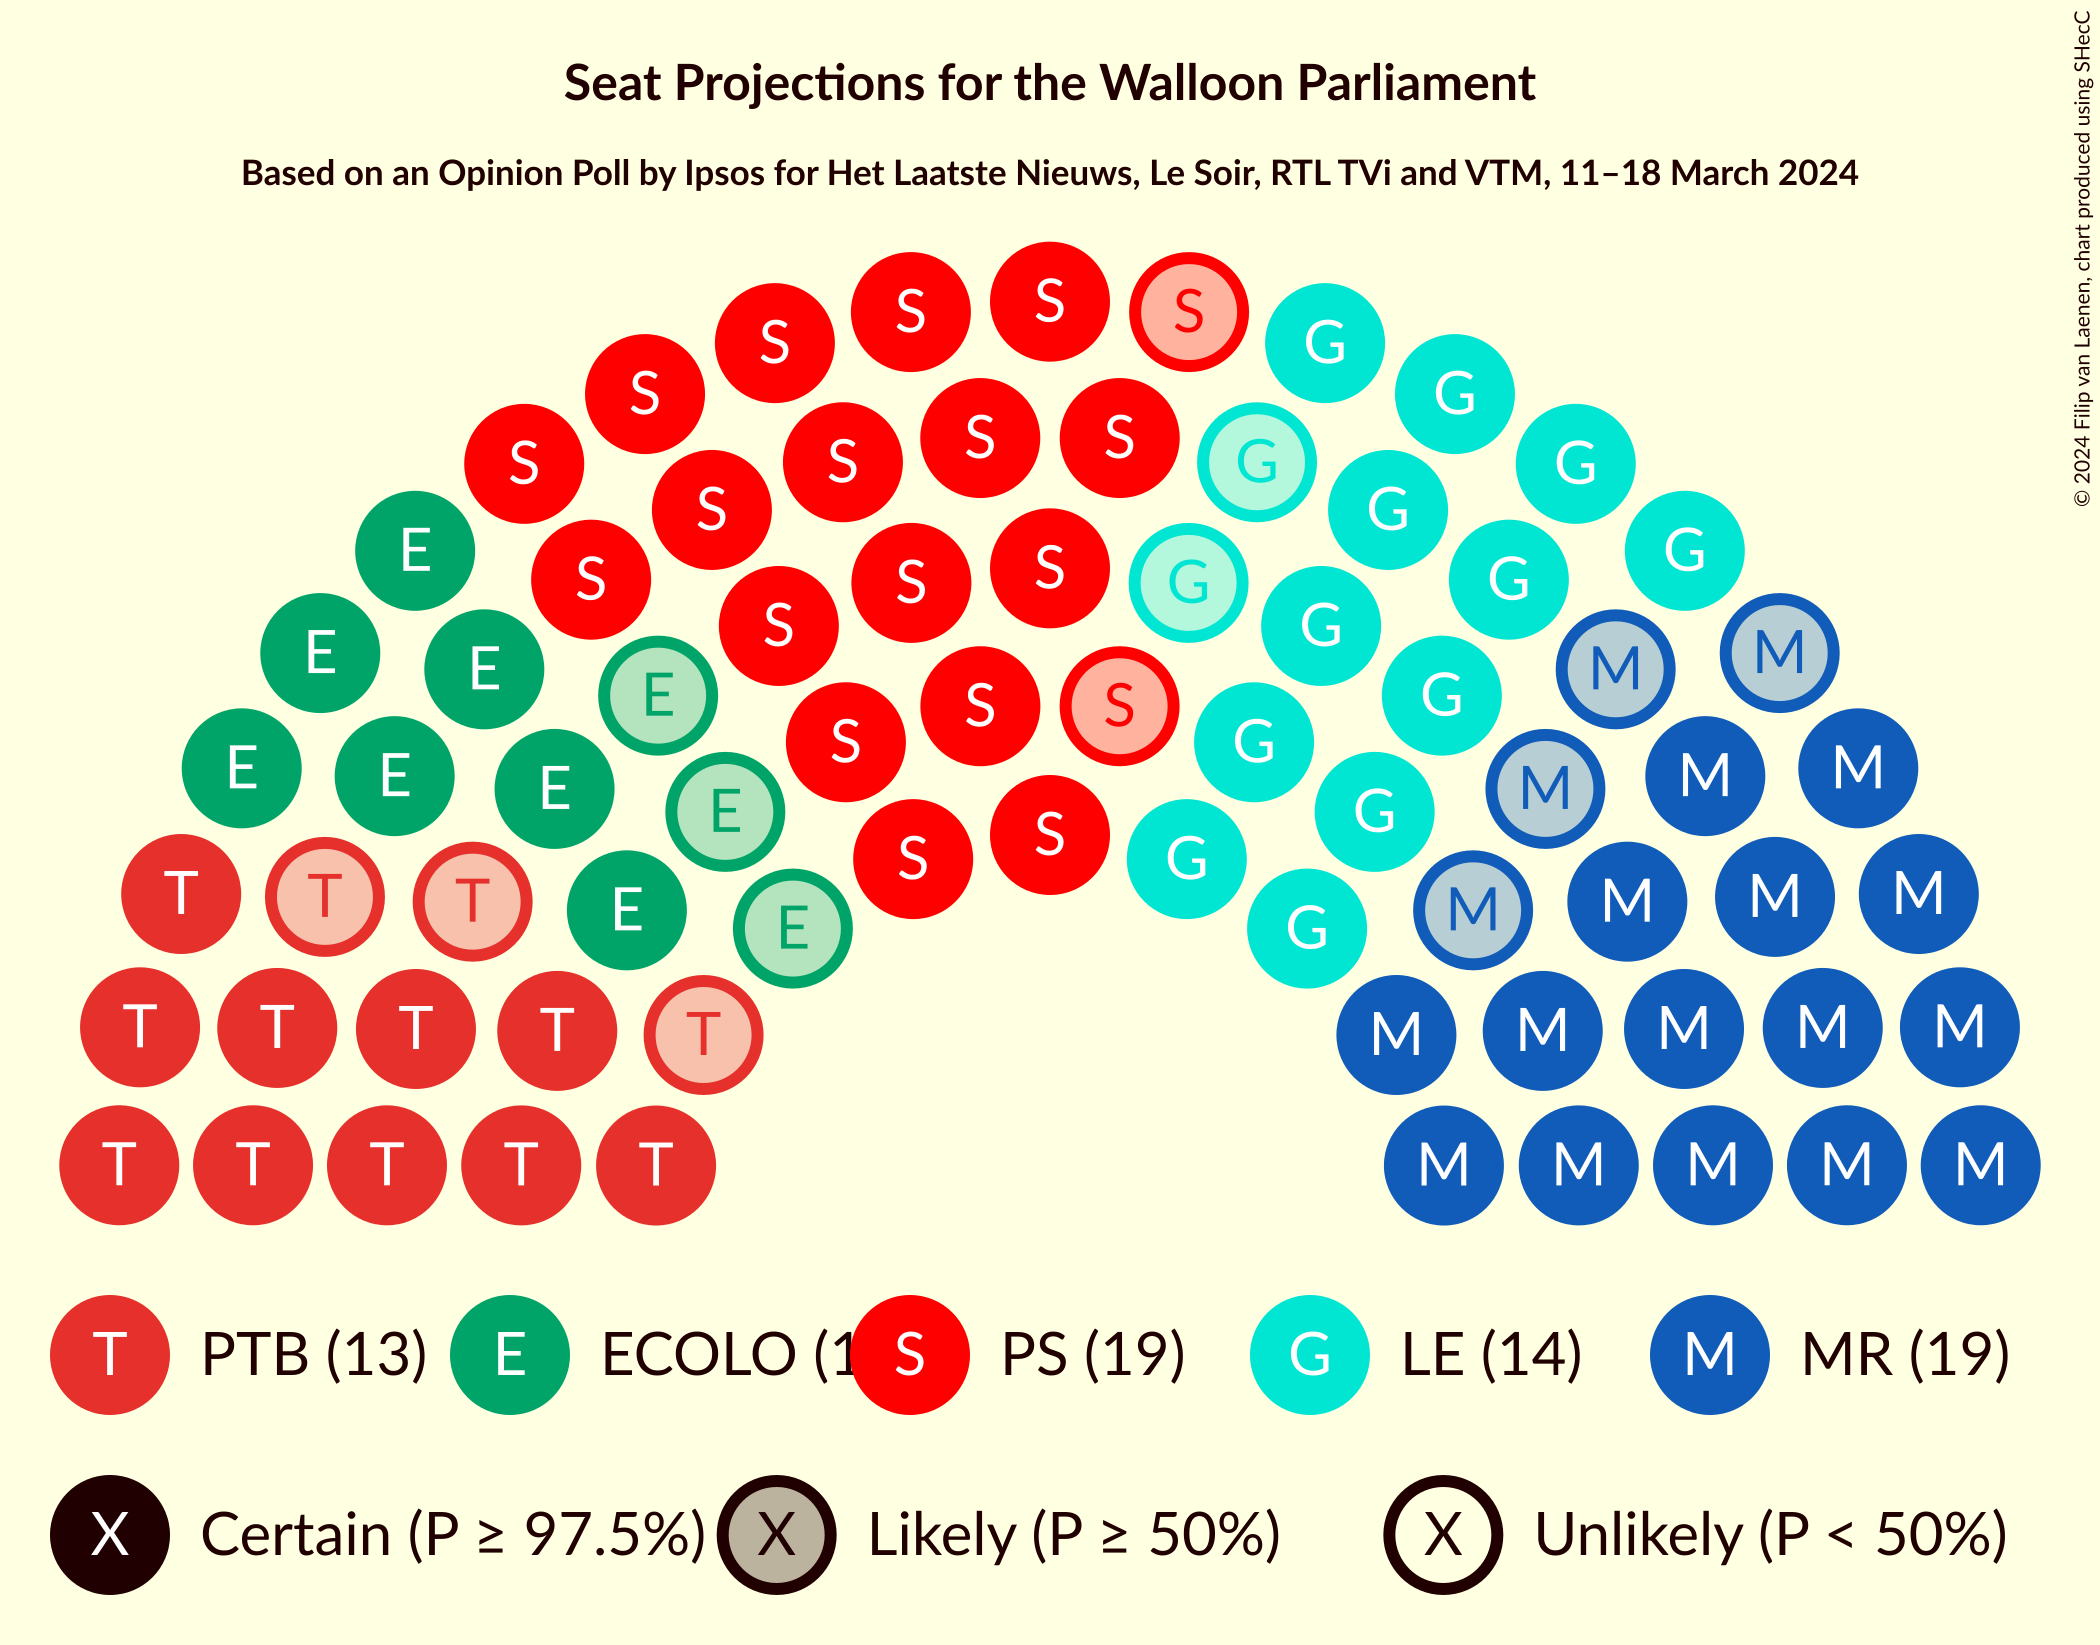 Seat Projections for the Walloon Parliament
Based on an Opinion Poll by Ipsos for Het Laatste Nieuws, Le Soir, RTL TVi and VTM, 11–18 March 2024
© 2024 Filip van Laenen, chart produced using SHecC
S S S
S G
S G
S S
S S G G
S G
E G
S S S G G
S G
E E M M
E S S G
S G
E E E M M M
E S G
S G
T T T E M M M M
E G
T T T T T M M M M M
T T T T T M M M M M
T PTB (13) E ECOLO (1 S PS (19) G LE (14) M MR (19)
X Certain (P ≥ 97.5%) X Likely (P ≥ 50%) X Unlikely (P < 50%)